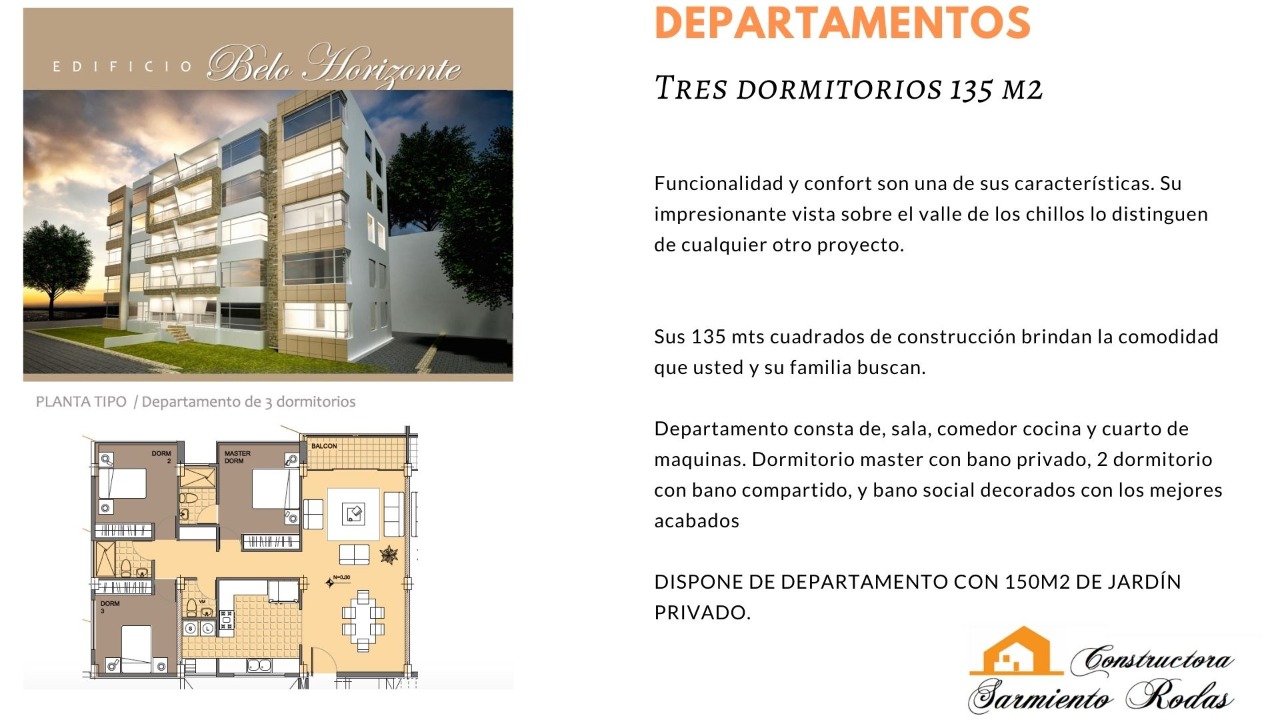 EDIFICIO Belo Horizonte
PLANTA TIPO / Departamento de 3 dormitorios
BALCON
DORM
2
MASTER
DORM
N=0,00
DORM
3
S
L
DEPARTAMENTOS
TRES DORMITORIOS 135 M2
Funcionalidad y confort son una de sus características. Su
impresionante vista sobre el valle de los chillos lo distinguen
de cualquier otro proyecto.
Sus 135 mts cuadrados de construcción brindan la comodidad
que usted y su familia buscan.
Departamento consta de, sala, comedor cocina y cuarto de
maquinas. Dormitorio master con bano privado, 2 dormitorio
con bano compartido, y bano social decorados con los mejores
acabados
DISPONE DE DEPARTAMENTO CON 150M2 DE JARDÍN
PRIVADO.
Constructora
Sarmiento Rodas